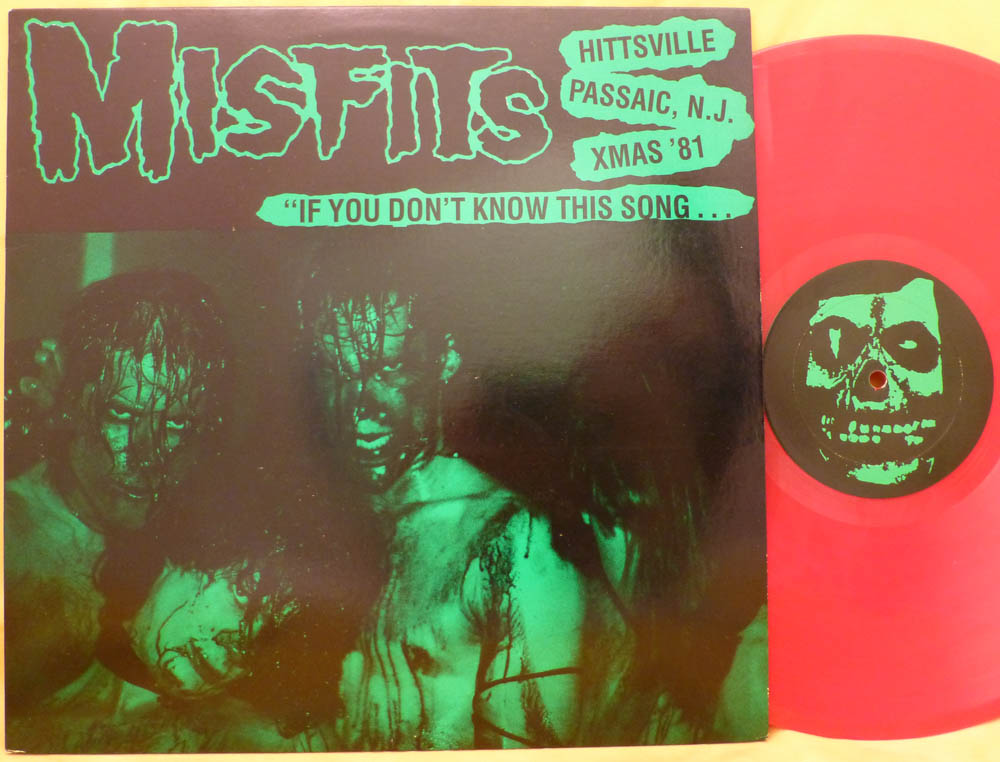 MISFITS
HITTSVILLE
PASSAIC, N.J.
XMAS '81
"IF YOU DON'T KNOW THIS SONG...